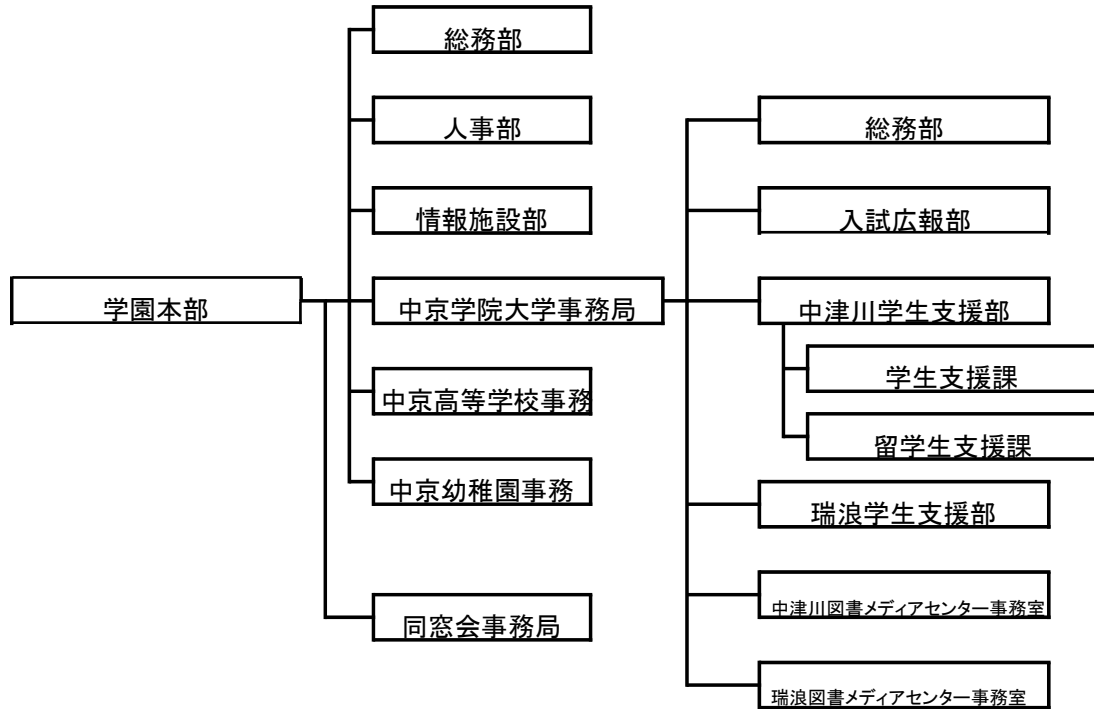 学園本部
総務部
人事部
情報施設部
中京学院大学事務局
中京高等学校事務
中京幼稚園事務
同窓会事務局
総務部
入試広報部
中津川学生支援部
学生支援課
留学生支援課
瑞浪学生支援部
中津川図書メディアセンター事務室
瑞浪図書メディアセンター事務室